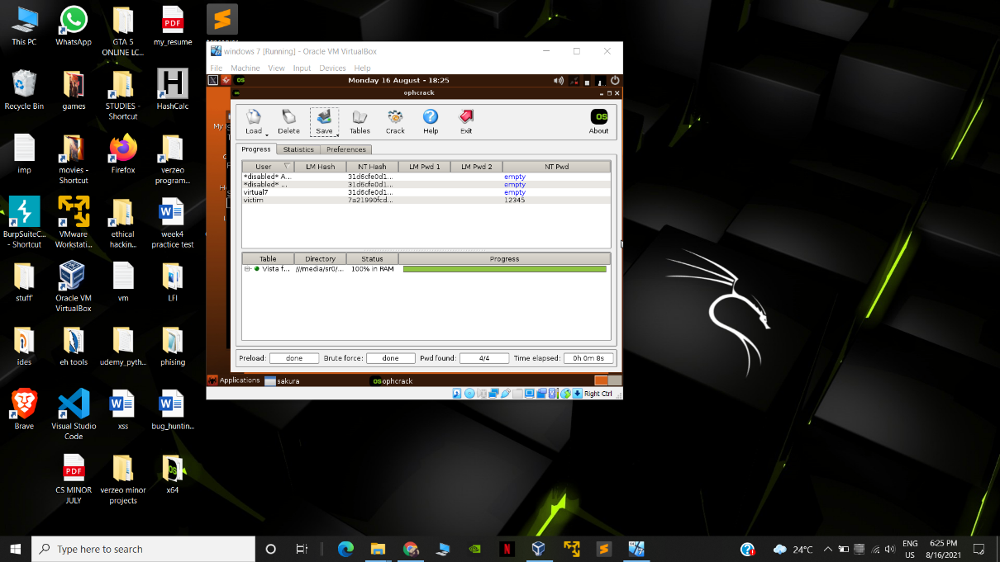 This PC
WhatsApp
GTA 5
ONLINE LC...
PDF
my_resume
Recycle Bin
games
STUDIES -
Shortcut
H
HashCalc
imp
movies -
Shortcut
Firefox
verzeo
program...
BurpSuiteC...
- Shortcut
VMware
Workstati...
ethical
hackin...
week4
practice test
stuff'
Oracle VM
VirtualBox
vm
LFI
ides
eh tools
udemy_pyth...
phising
Brave
Visual Studio
Code
xss
bug_huntin...
PDF
CS MINOR
JULY
verzeo minor
projects
OS
x64
windows 7 [Running] - Oracle VM VirtualBox
File Machine View Input Devices Help
OS Monday 16 August - 18:25
ophcrack
Load Delete Save Tables Crack Help Exit OS About
Progress Statistics Preferences
User LM Hash NT Hash LM Pwd 1 LM Pwd 2 NT Pwd
*disabled* A... 31d6cfe0d1... empty
*disabled* ... 31d6cfe0d1... empty
virtual7 31d6cfe0d1... empty
victim 7a21990fcd... 12345
Table Directory Status Progress
Vista f... ///media/sr0/... 100% in RAM
Preload: done Brute force: done Pwd found: 4/4 Time elapsed: 0h 0m 8s
Applications sakura OS ophcrack
Right Ctrl
Type here to search
24°C
ENG
US
6:25 PM
8/16/2021